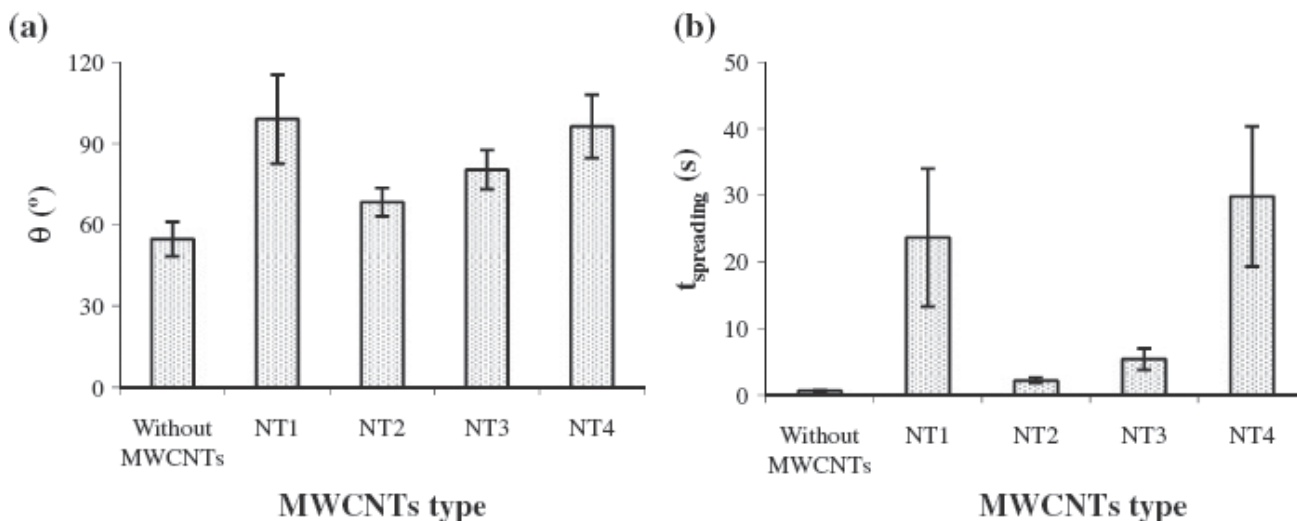 (a)
120
90
60
30
0
θ (º)
Without MWCNTs
NT1
NT2
NT3
NT4
MWCNTs type
(b)
50
40
30
20
10
0
t_spreading (s)
Without MWCNTs
NT1
NT2
NT3
NT4
MWCNTs type